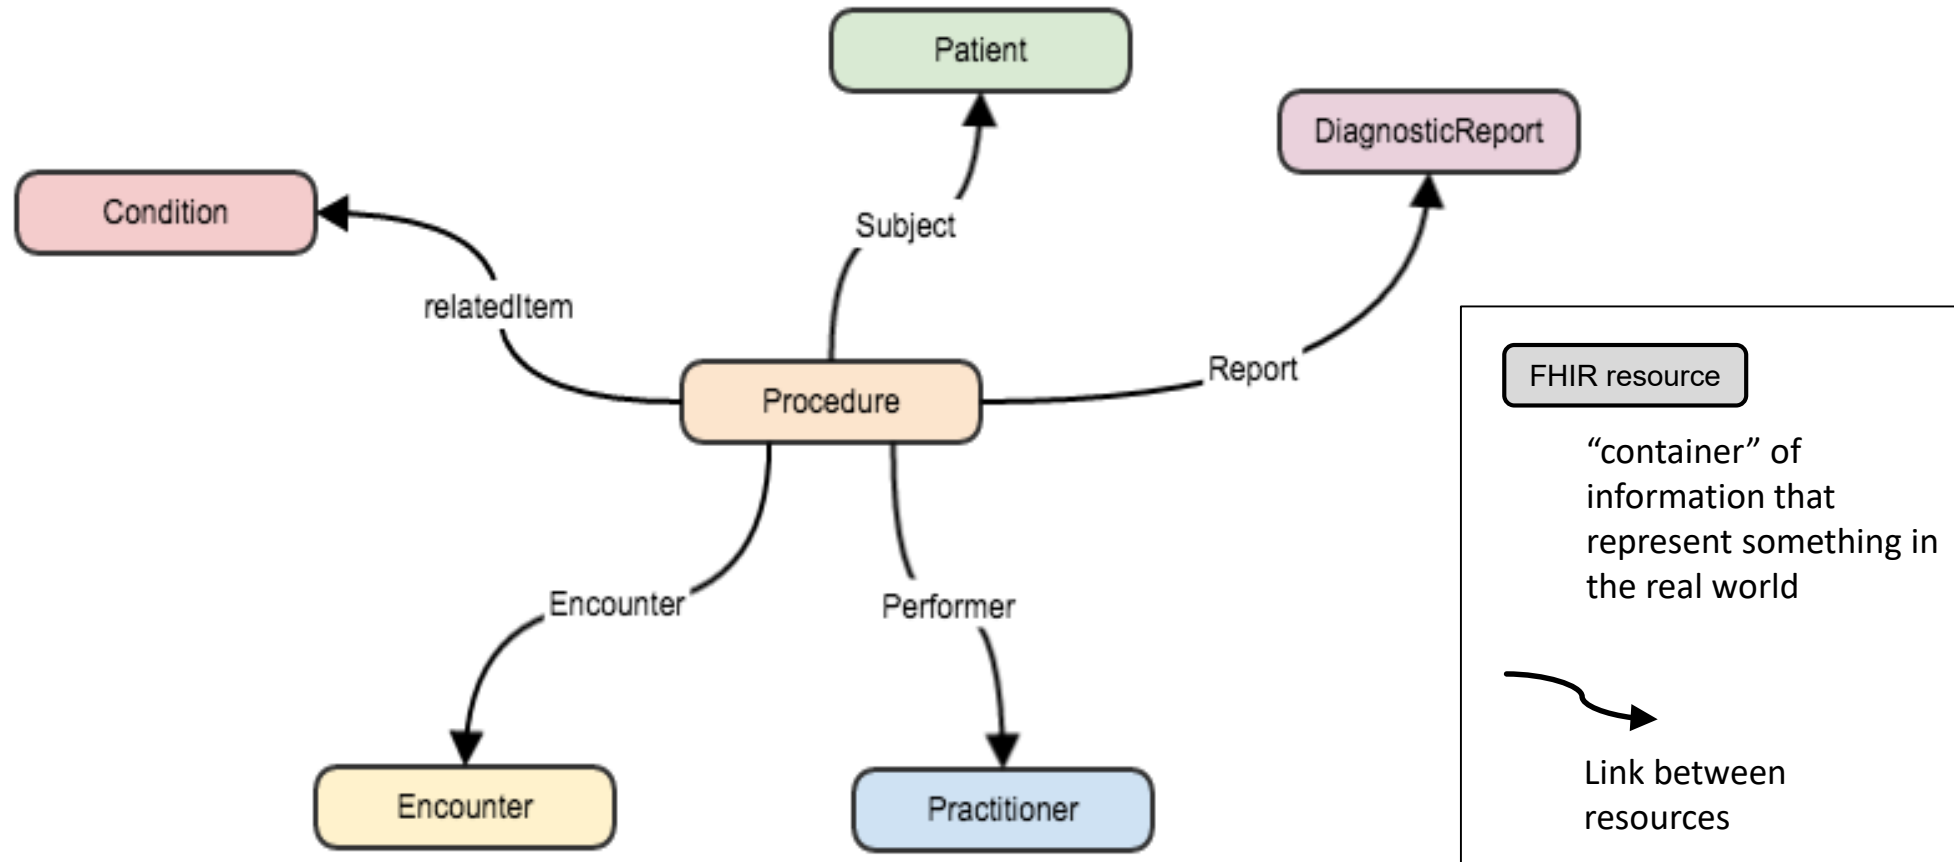 Patient
DiagnosticReport
Condition
Subject
relatedItem
Report
Procedure
Encounter
Performer
Encounter
Practitioner
FHIR resource
“container” of
information that
represent something in
the real world
Link between
resources